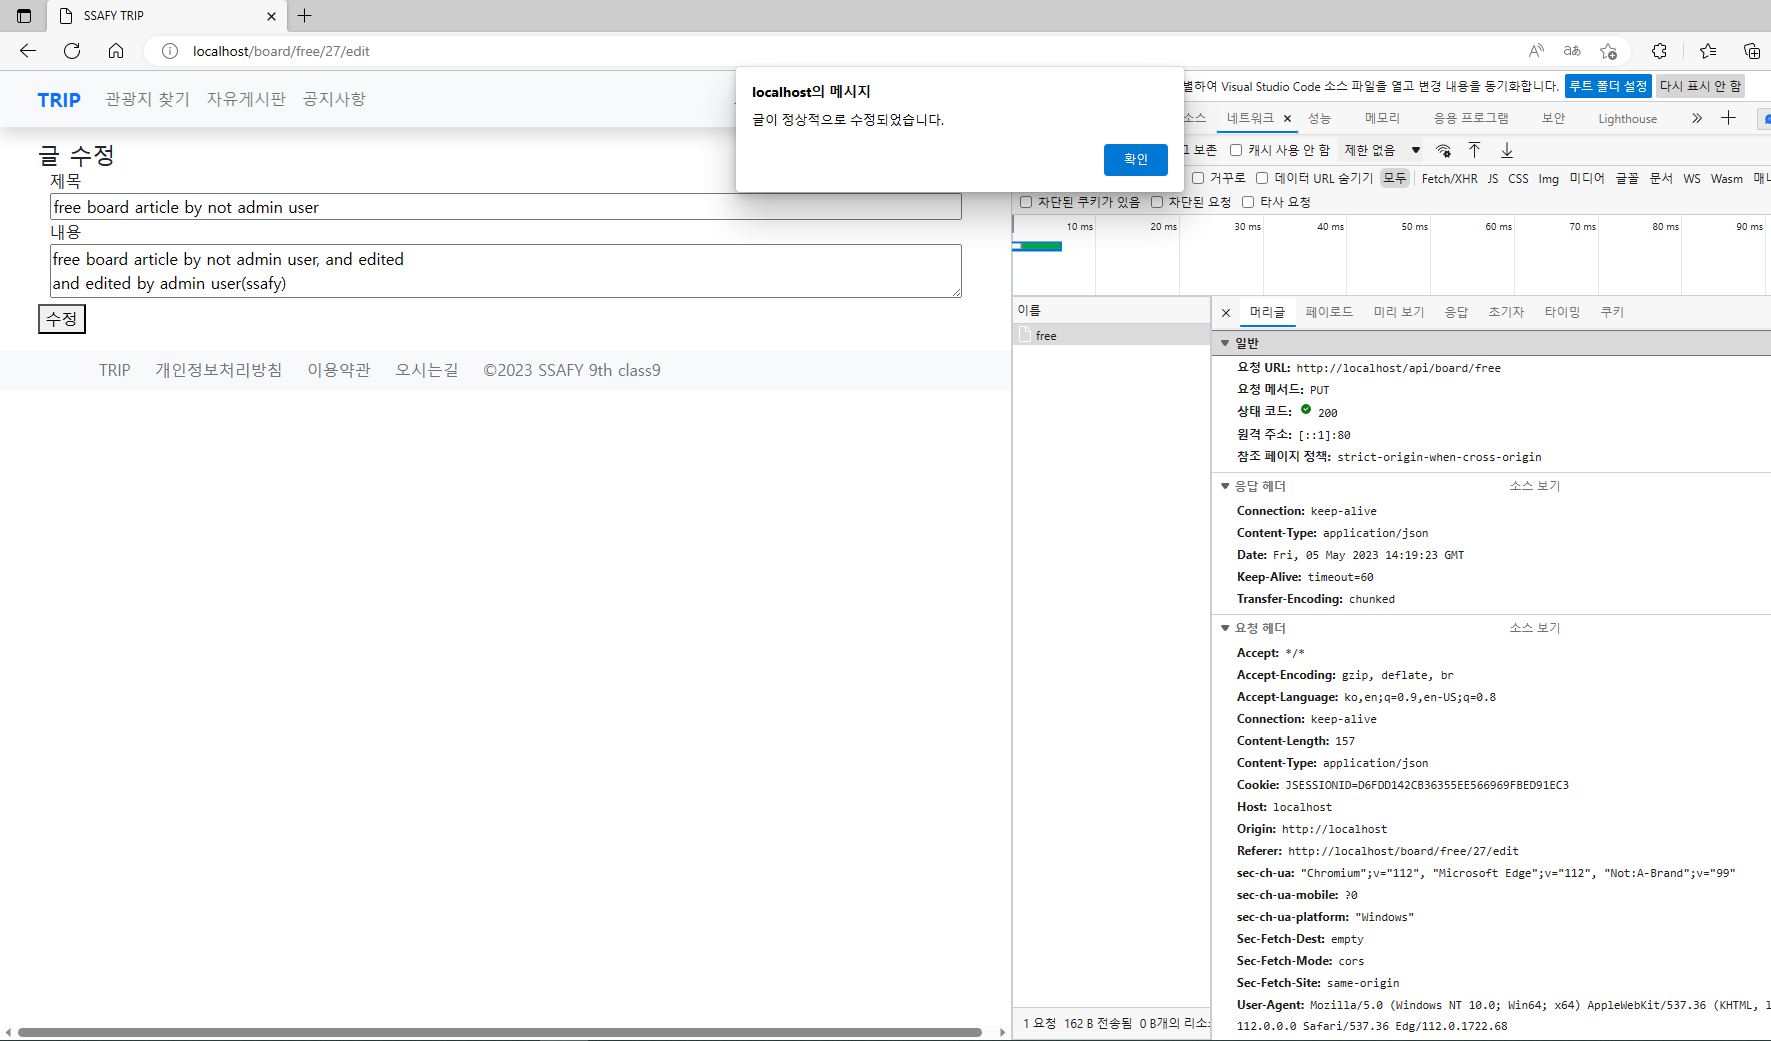 SSAFY TRIP
localhost/board/free/27/edit
TRIP 관광지 찾기 자유게시판 공지사항
글 수정
제목
free board article by not admin user
내용
free board article by not admin user, and edited
and edited by admin user(ssafy)
수정
TRIP 개인정보처리방침 이용약관 오시는길 ©2023 SSAFY 9th class9
localhost의 메시지
글이 정상적으로 수정되었습니다.
확인
별하여 Visual Studio Code 소스 파일을 열고 변경 내용을 동기화합니다. 루트 폴더 설정 다시 표시 안 함
소스 네트워크 성능 메모리 응용 프로그램 보안 Lighthouse
보존 캐시 사용 안 함 제한 없음
거꾸로 데이터 URL 숨기기 모두 Fetch/XHR JS CSS Img 미디어 글꼴 문서 WS Wasm
차단된 쿠키가 있음 차단된 요청 타사 요청
10 ms 20 ms 30 ms 40 ms 50 ms 60 ms 70 ms 80 ms 90 ms
이름
free
머리글 페이로드 미리 보기 응답 초기자 타이밍 쿠키
일반
요청 URL: http://localhost/api/board/free
요청 메서드: PUT
상태 코드: 200
원격 주소: [::1]:80
참조 페이지 정책: strict-origin-when-cross-origin
응답 헤더 소스 보기
Connection: keep-alive
Content-Type: application/json
Date: Fri, 05 May 2023 14:19:23 GMT
Keep-Alive: timeout=60
Transfer-Encoding: chunked
요청 헤더 소스 보기
Accept: */*
Accept-Encoding: gzip, deflate, br
Accept-Language: ko,en;q=0.9,en-US;q=0.8
Connection: keep-alive
Content-Length: 157
Content-Type: application/json
Cookie: JSESSIONID=D6FDD142CB36355EE566969FBED91EC3
Host: localhost
Origin: http://localhost
Referer: http://localhost/board/free/27/edit
sec-ch-ua: "Chromium";v="112", "Microsoft Edge";v="112", "Not:A-Brand";v="99"
sec-ch-ua-mobile: ?0
sec-ch-ua-platform: "Windows"
Sec-Fetch-Dest: empty
Sec-Fetch-Mode: cors
Sec-Fetch-Site: same-origin
User-Agent: Mozilla/5.0 (Windows NT 10.0; Win64; x64) AppleWebKit/537.36 (KHTML,
112.0.0.0 Safari/537.36 Edg/112.0.1722.68
1 요청 162 B 전송됨 0 B개의 리소